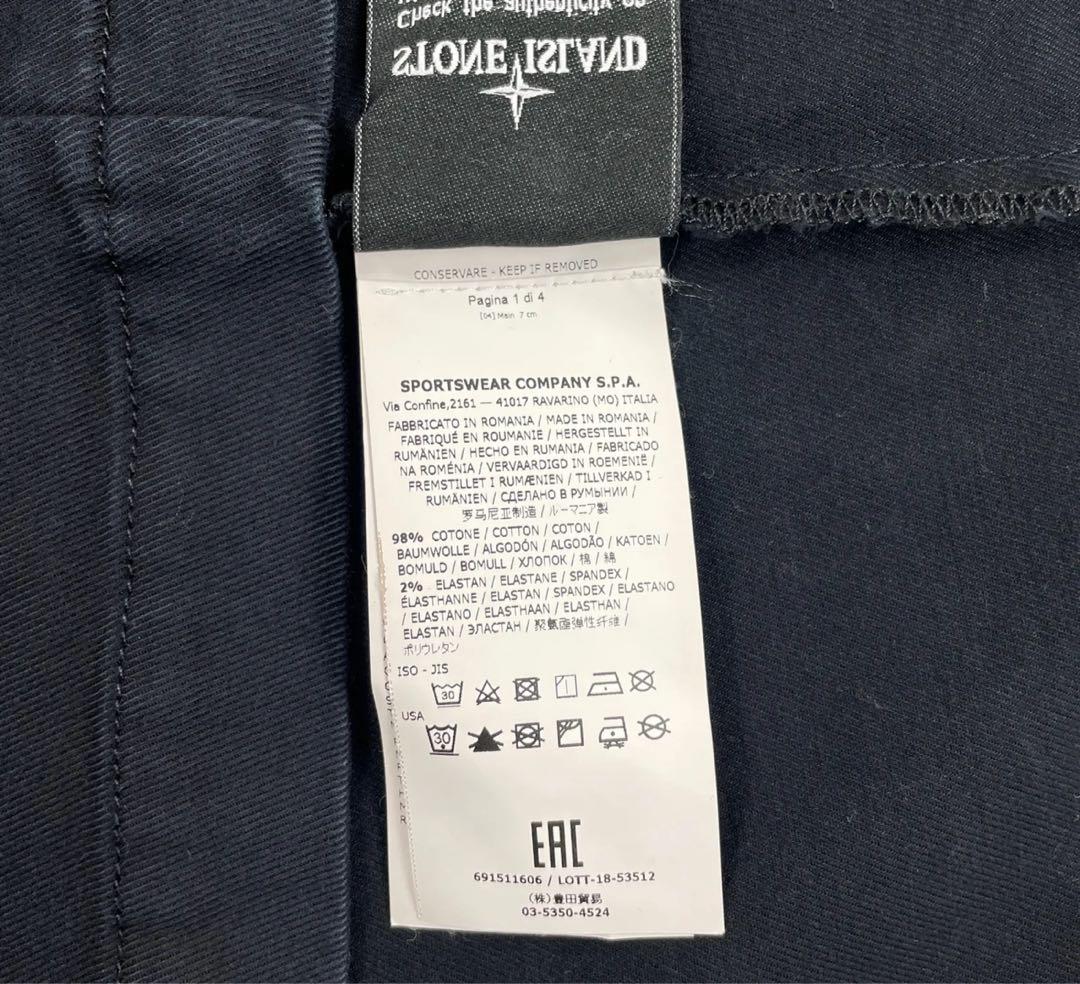 Check the authenticity on
STONE ISLAND
CONSERVARE - KEEP IF REMOVED
Pagina 1 di 4
[04] Main 7 cm
SPORTSWEAR COMPANY S.P.A.
Via Confine,2161 — 41017 RAVARINO (MO) ITALIA
FABBRICATO IN ROMANIA / MADE IN ROMANIA /
FABRIQUÉ EN ROUMANIE / HERGESTELLT IN
RUMÄNIEN / HECHO EN RUMANIA / FABRICADO
NA ROMÉNIA / VERVAARDIGD IN ROEMENIË /
FREMSTILLET I RUMÆNIEN / TILLVERKAD I
RUMÄNIEN / СДЕЛАНО В РУМЫНИИ /
罗马尼亚制造 / ルーマニア製
98% COTONE / COTTON / COTON /
BAUMWOLLE / ALGODÓN / ALGODÃO / KATOEN /
BOMULD / BOMULL / ХЛОПОК / 棉 / 綿
2% ELASTAN / ELASTANE / SPANDEX /
ÉLASTHANNE / ELASTAN / SPANDEX / ELASTANO
/ ELASTANO / ELASTHAAN / ELASTHAN /
ELASTAN / ЭЛАСТАН / 聚氨酯弹性纤维 /
ポリウレタン
ISO - JIS
30
USA
30
R
EAC
691511606 / LOTT-18-53512
(株)豊田貿易
03-5350-4524